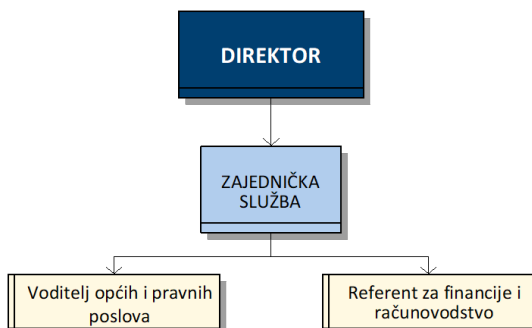 DIREKTOR
ZAJEDNIČKA
SLUŽBA
Voditelj općih i pravnih
poslova
Referent za financije i
računovodstvo